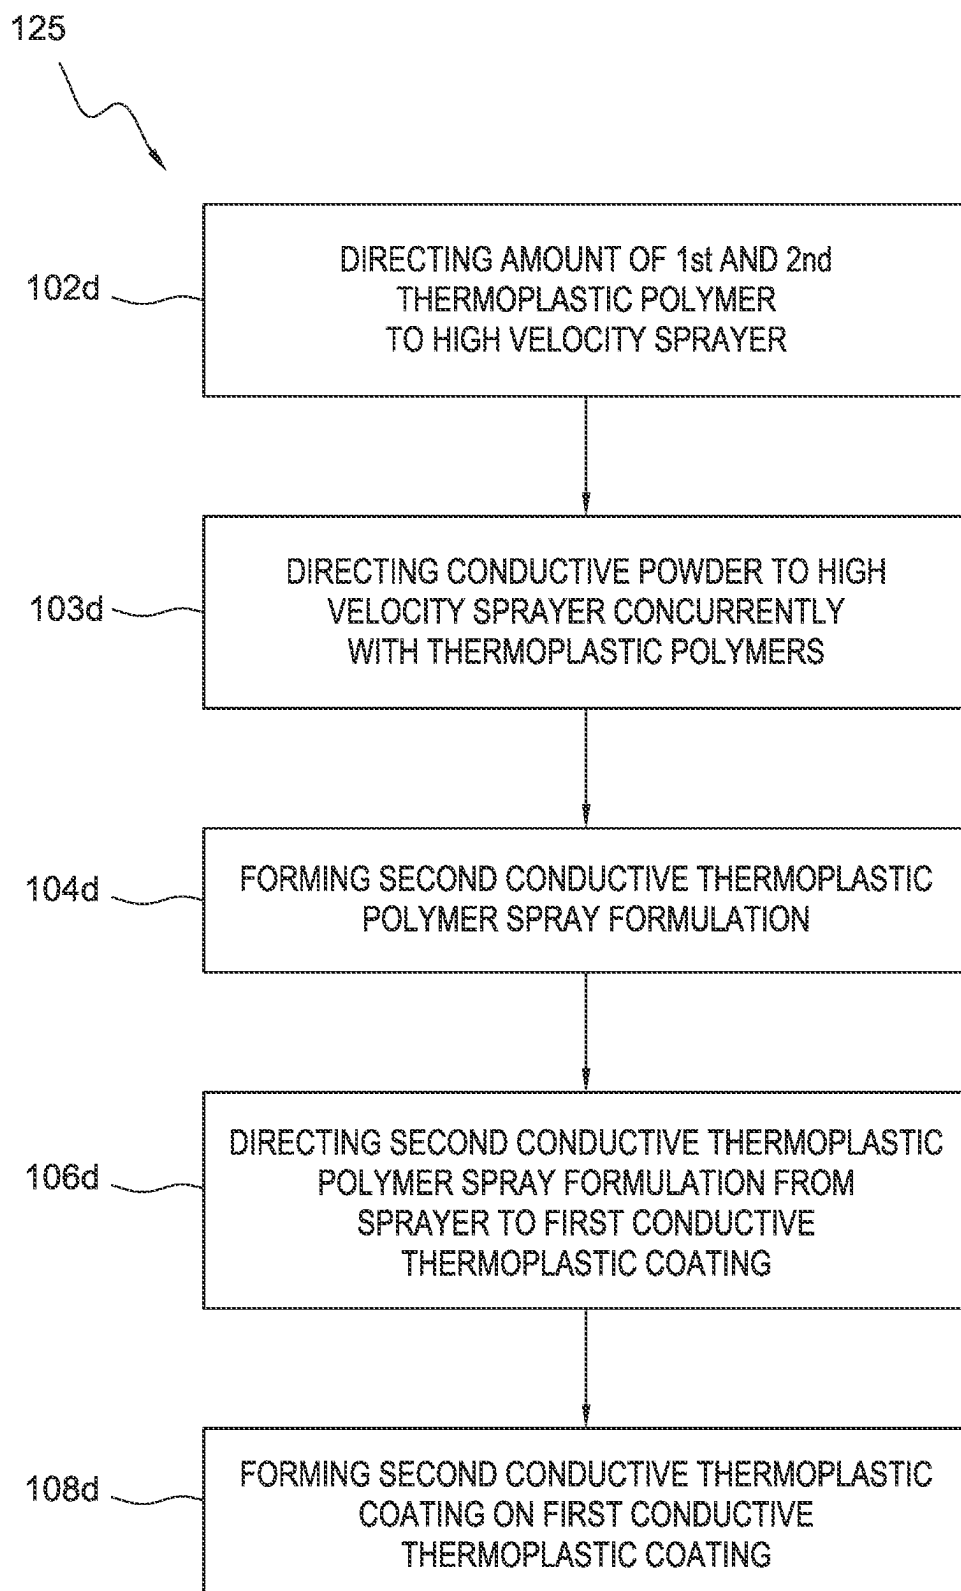 125
102d
DIRECTING AMOUNT OF 1st AND 2nd
THERMOPLASTIC POLYMER
TO HIGH VELOCITY SPRAYER
103d
DIRECTING CONDUCTIVE POWDER TO HIGH
VELOCITY SPRAYER CONCURRENTLY
WITH THERMOPLASTIC POLYMERS
104d
FORMING SECOND CONDUCTIVE THERMOPLASTIC
POLYMER SPRAY FORMULATION
106d
DIRECTING SECOND CONDUCTIVE THERMOPLASTIC
POLYMER SPRAY FORMULATION FROM
SPRAYER TO FIRST CONDUCTIVE
THERMOPLASTIC COATING
108d
FORMING SECOND CONDUCTIVE THERMOPLASTIC
COATING ON FIRST CONDUCTIVE
THERMOPLASTIC COATING